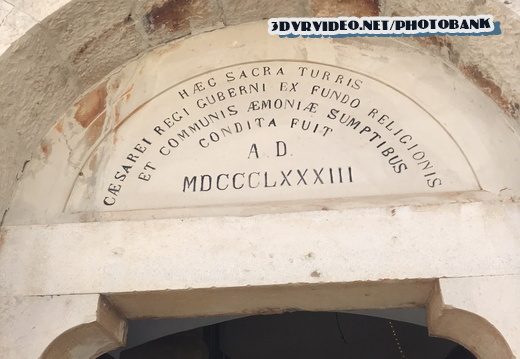 3DVRVIDEO.NET/PHOTOBANK
HÆC SACRA TURRIS
CÆSAREI REGI GUBERNI EX FUNDO RELIGIONIS
ET COMMUNIS ÆMONIÆ SUMPTIBUS
CONDITA FUIT
A. D.
MDCCCLXXXIII